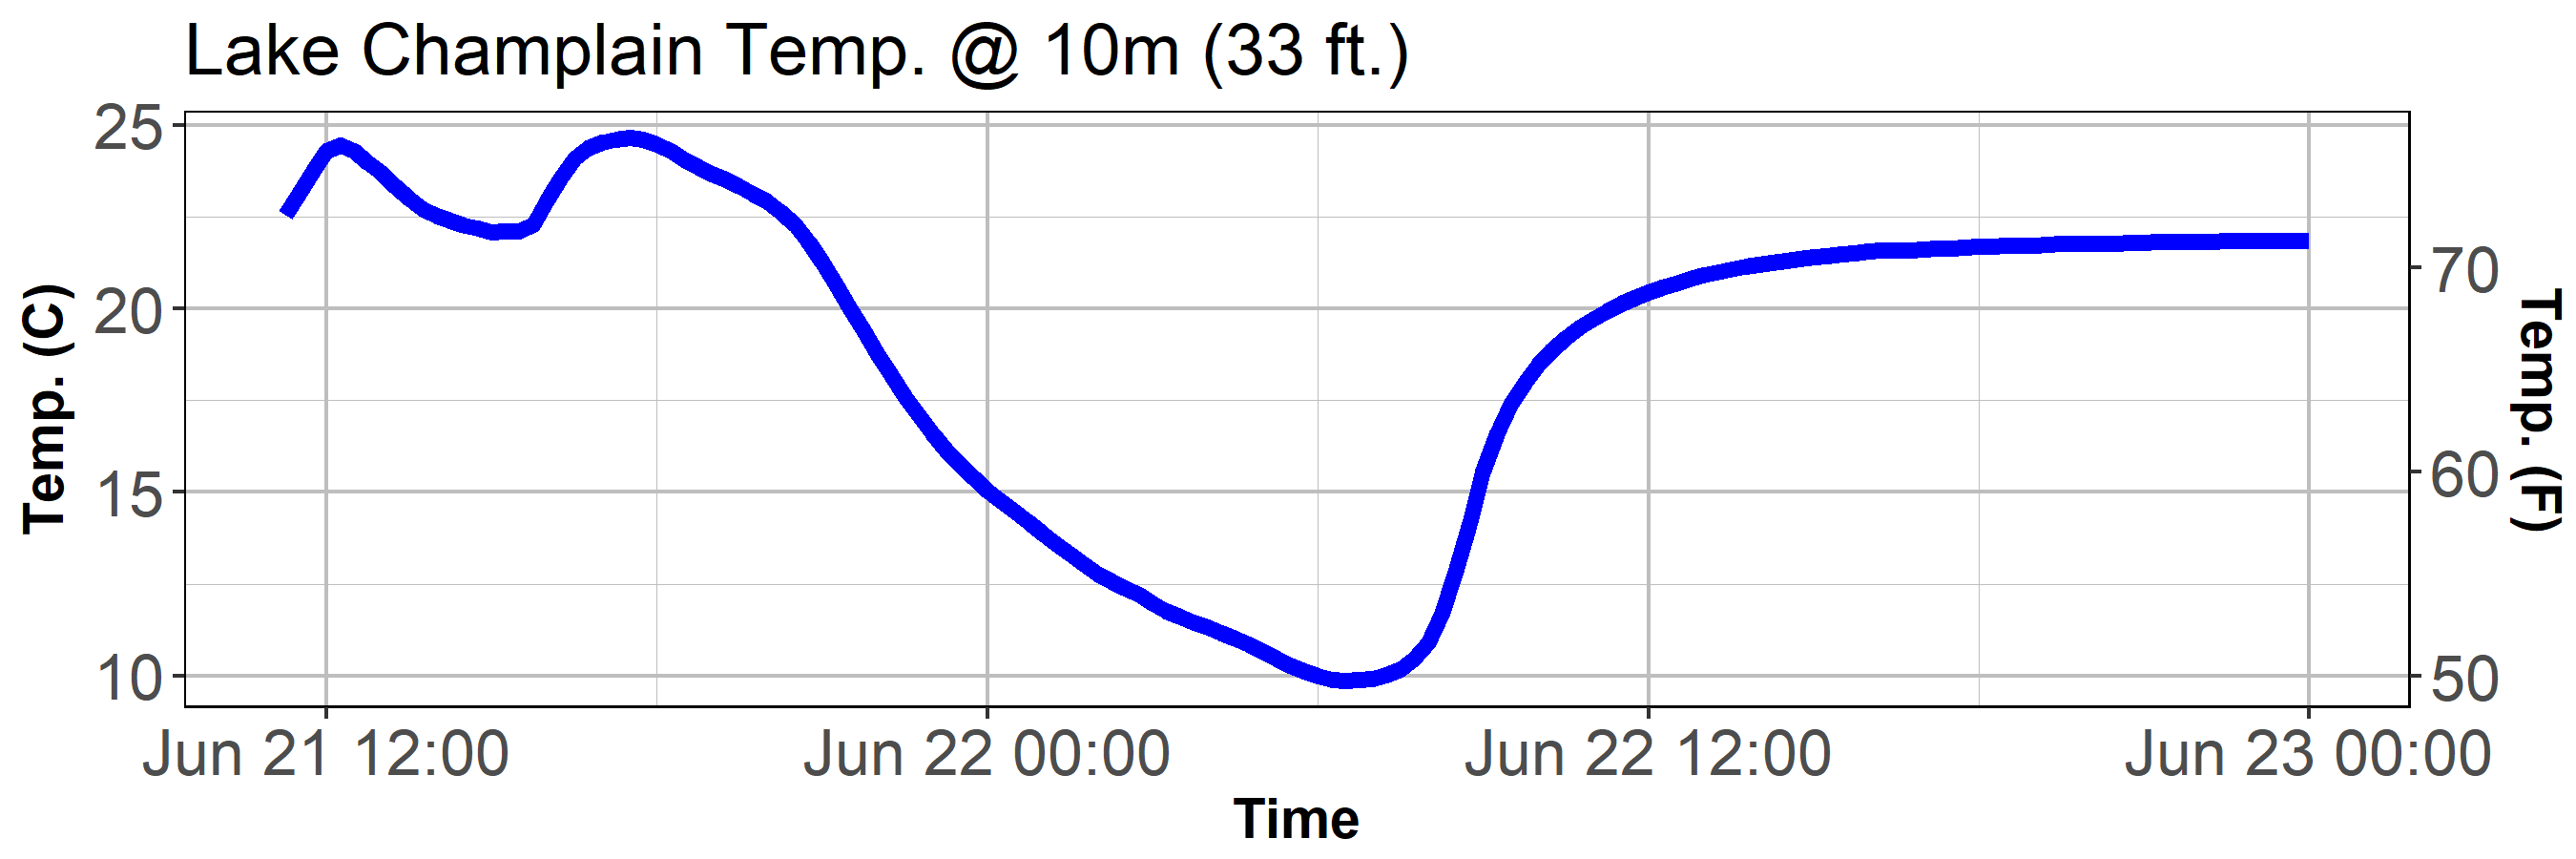 Lake Champlain Temp. @ 10m (33 ft.)
25
20
15
10
Temp. (C)
70
60
50
Temp. (F)
Jun 21 12:00 Jun 22 00:00 Jun 22 12:00 Jun 23 00:00
Time